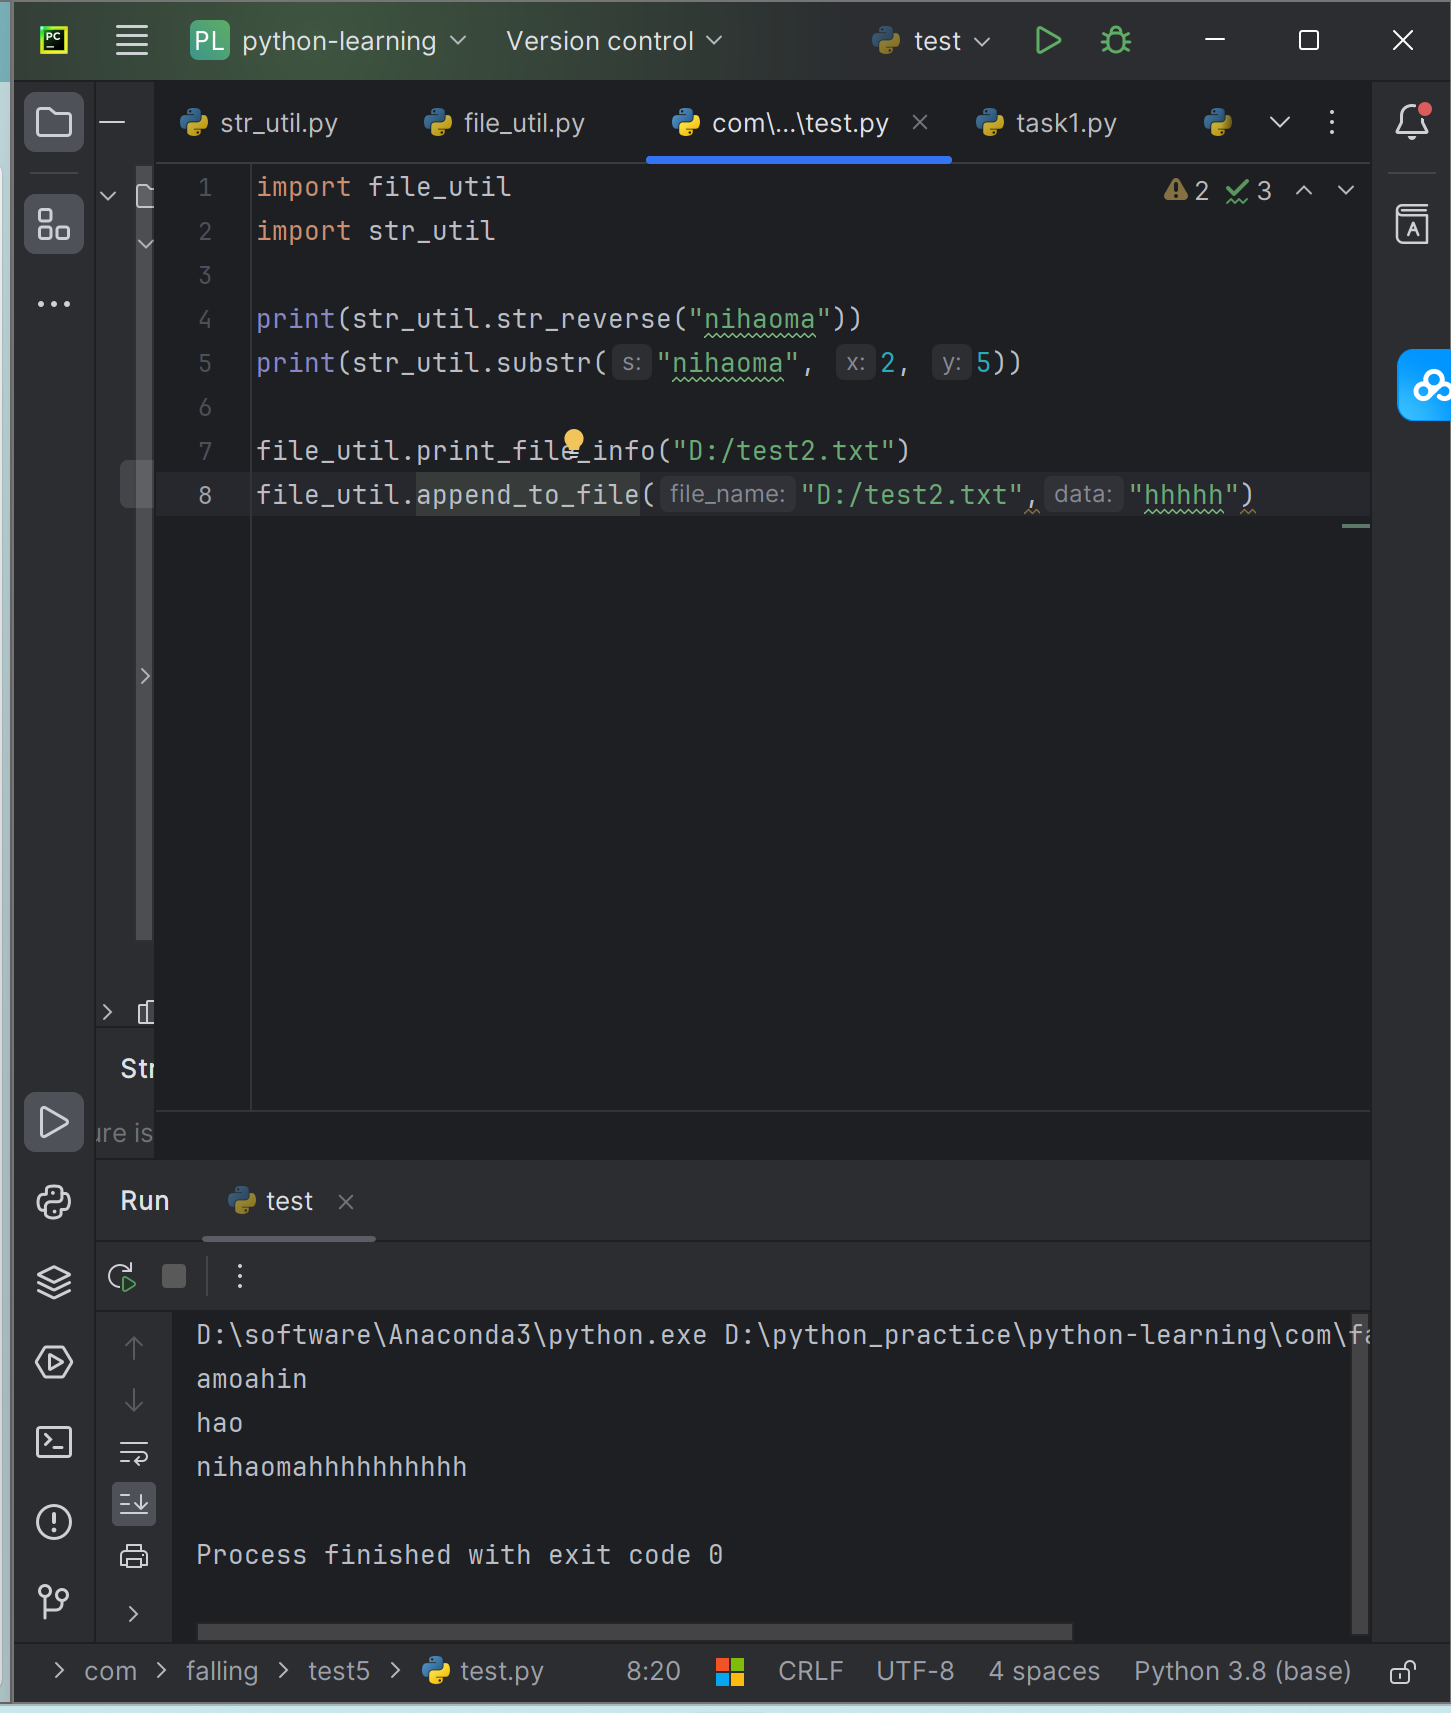 PC
PL python-learning Version control test
str_util.py file_util.py com\...\test.py task1.py
2 3
1 import file_util
2 import str_util
3
4 print(str_util.str_reverse("nihaoma"))
5 print(str_util.substr( s: "nihaoma", x: 2, y: 5))
6
7 file_util.print_file_info("D:/test2.txt")
8 file_util.append_to_file( file_name: "D:/test2.txt", data: "hhhhh")
A
Str
ure is
Run test
D:\software\Anaconda3\python.exe D:\python_practice\python-learning\com\fa
amoahin
hao
nihaomahhhhhhhhhh
Process finished with exit code 0
com falling test5 test.py 8:20 CRLF UTF-8 4 spaces Python 3.8 (base)